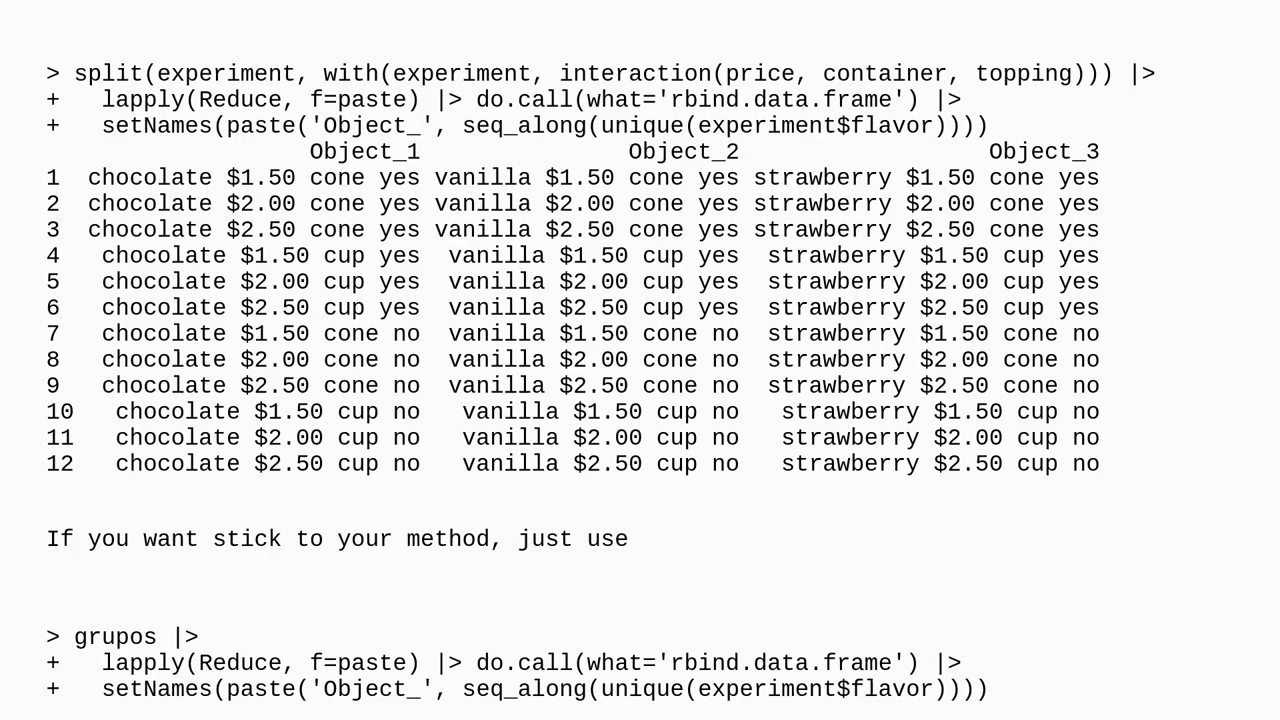 > split(experiment, with(experiment, interaction(price, container, topping))) |>
+   lapply(Reduce, f=paste) |> do.call(what='rbind.data.frame') |>
+   setNames(paste('Object_', seq_along(unique(experiment$flavor))))
                   Object_1               Object_2                  Object_3
1  chocolate $1.50 cone yes vanilla $1.50 cone yes strawberry $1.50 cone yes
2  chocolate $2.00 cone yes vanilla $2.00 cone yes strawberry $2.00 cone yes
3  chocolate $2.50 cone yes vanilla $2.50 cone yes strawberry $2.50 cone yes
4   chocolate $1.50 cup yes  vanilla $1.50 cup yes  strawberry $1.50 cup yes
5   chocolate $2.00 cup yes  vanilla $2.00 cup yes  strawberry $2.00 cup yes
6   chocolate $2.50 cup yes  vanilla $2.50 cup yes  strawberry $2.50 cup yes
7   chocolate $1.50 cone no  vanilla $1.50 cone no  strawberry $1.50 cone no
8   chocolate $2.00 cone no  vanilla $2.00 cone no  strawberry $2.00 cone no
9   chocolate $2.50 cone no  vanilla $2.50 cone no  strawberry $2.50 cone no
10   chocolate $1.50 cup no   vanilla $1.50 cup no   strawberry $1.50 cup no
11   chocolate $2.00 cup no   vanilla $2.00 cup no   strawberry $2.00 cup no
12   chocolate $2.50 cup no   vanilla $2.50 cup no   strawberry $2.50 cup no
If you want stick to your method, just use
> grupos |>
+   lapply(Reduce, f=paste) |> do.call(what='rbind.data.frame') |>
+   setNames(paste('Object_', seq_along(unique(experiment$flavor))))